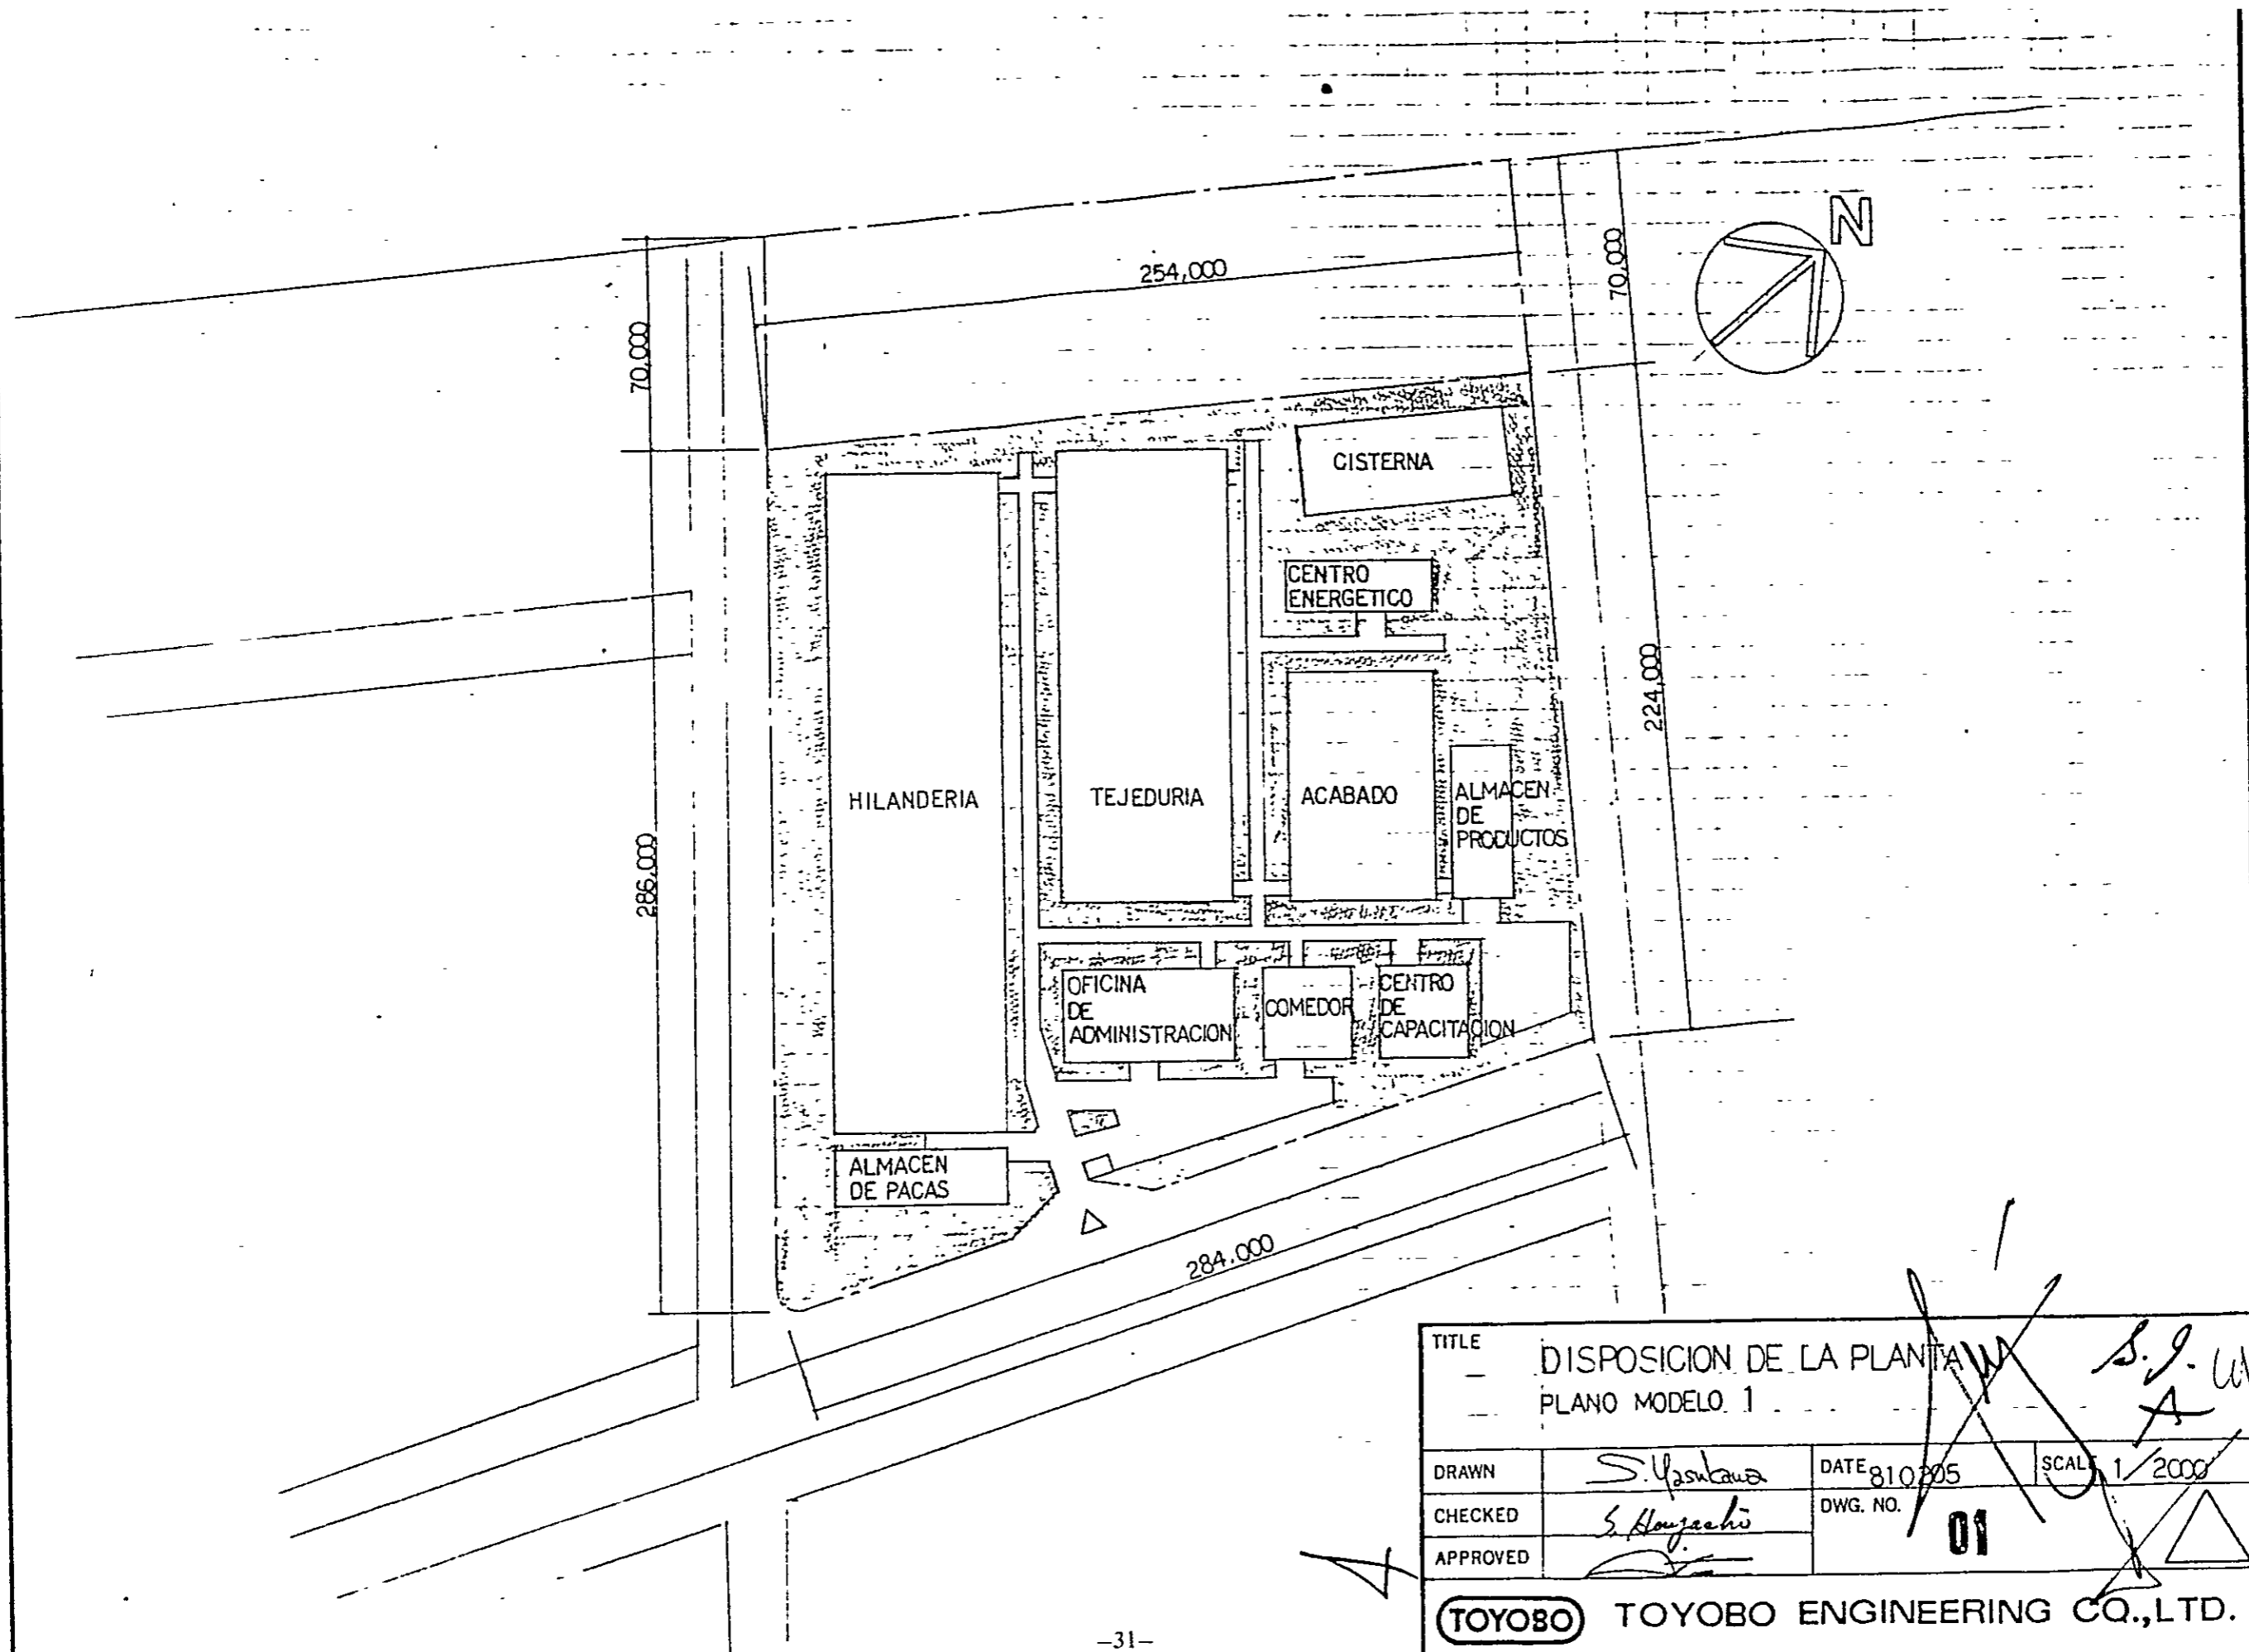 N
254,000
70,000
70,000
CISTERNA
CENTRO
ENERGETICO
224,000
HILANDERIA
TEJEDURIA
ACABADO
ALMACEN
DE
PRODUCTOS
286,000
OFICINA
DE
ADMINISTRACION
COMEDOR
CENTRO
DE
CAPACITACION
ALMACEN
DE PACAS
284.000
TITLE
DISPOSICION DE LA PLANTA
PLANO MODELO 1
DRAWN S. Yasukawa
DATE
SCALE 1/2000
CHECKED
DWG. NO. 01
APPROVED
TOYOBO TOYOBO ENGINEERING CO.,LTD.
-31-